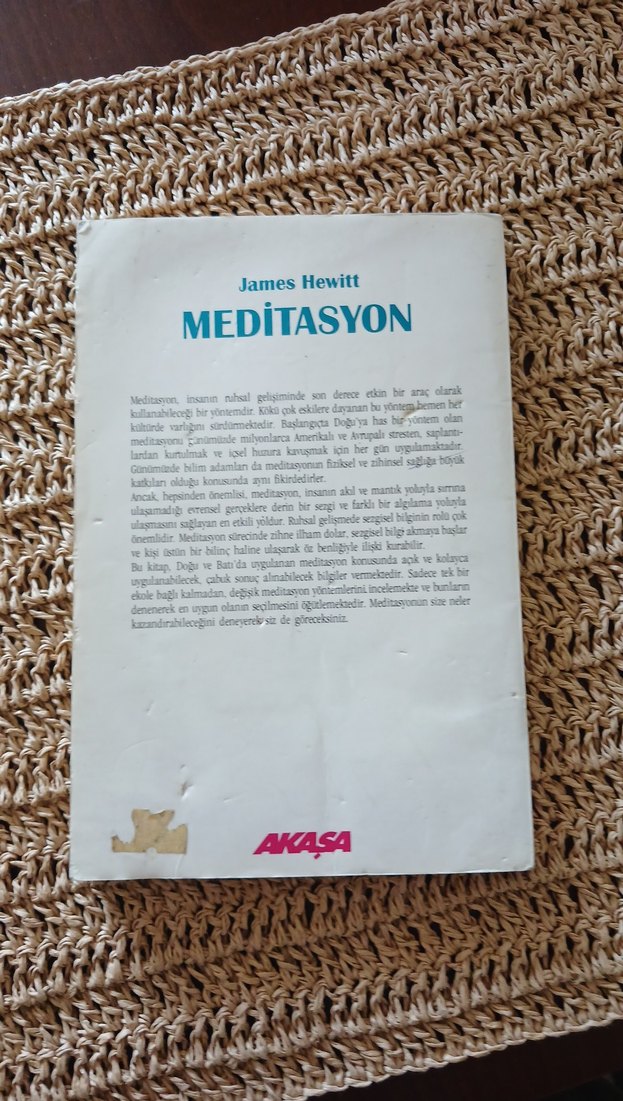 James Hewitt
MEDİTASYON
Meditasyon, insanın ruhsal gelişiminde son derece etkin bir araç olarak
kullanabileceği bir yöntemdir. Kökü çok eskilere dayanan bu yöntem hemen her
kültürde varlığını sürdürmektedir. Başlangıçta Doğu'ya has bir yöntem olan
meditasyonu günümüzde milyonlarca Amerikalı ve Avrupalı stresten, saplantı-
lardan kurtulmak ve içsel huzura kavuşmak için her gün uygulamaktadır.
Günümüzde bilim adamları da meditasyonun fiziksel ve zihinsel sağlığa büyük
katkıları olduğu konusunda aynı fikirdedirler.
Ancak, hepsinden önemlisi, meditasyon, insanın akıl ve mantık yoluyla sırrına
ulaşamadığı evrensel gerçeklere derin bir sezgi ve farklı bir algılama yoluyla
ulaşmasını sağlayan en etkili yoldur. Ruhsal gelişmede sezgisel bilginin rolü çok
önemlidir. Meditasyon sürecinde zihne ilham dolar, sezgisel bilgi akmaya başlar
ve kişi üstün bir bilinç haline ulaşarak öz benliğiyle ilişki kurabilir.
Bu kitap, Doğu ve Batı'da uygulanan meditasyon konusunda açık ve kolayca
uygulanabilecek, çabuk sonuç alınabilecek bilgiler vermektedir. Sadece tek bir
ekole bağlı kalmadan, değişik meditasyon yöntemlerini incelemekte ve bunların
denenerek en uygun olanın seçilmesini öğütlemektedir. Meditasyonun size neler
kazandırabileceğini deneyerek siz de göreceksiniz.
AKAŞA